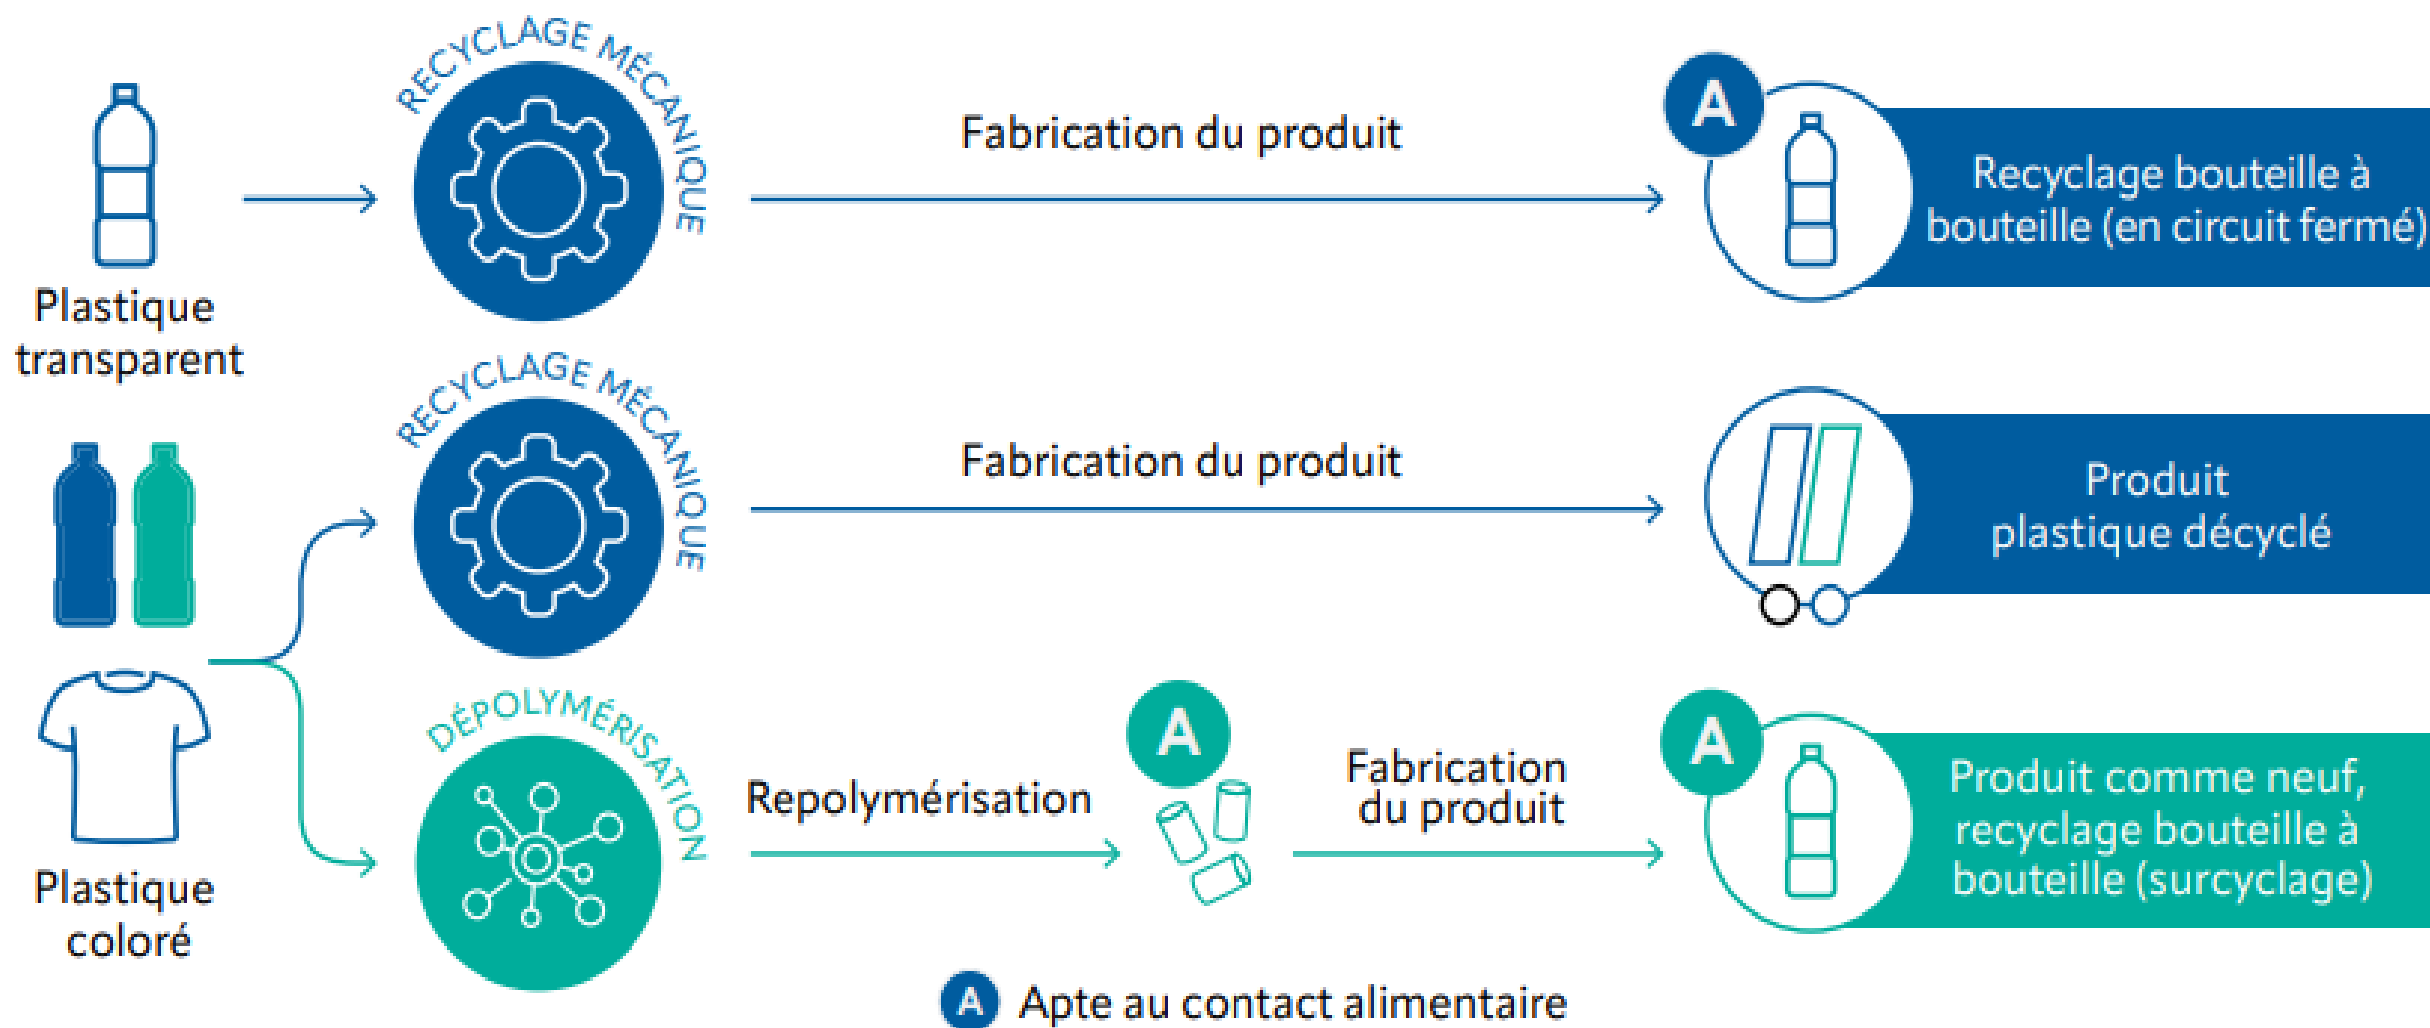 RECYCLAGE MÉCANIQUE
Plastique
transparent
Fabrication du produit
A
Recyclage bouteille à
bouteille (en circuit fermé)
RECYCLAGE MÉCANIQUE
Fabrication du produit
Produit
plastique décyclé
Plastique
coloré
DÉPOLYMÉRISATION
Repolymérisation
A
Fabrication
du produit
A
Produit comme neuf,
recyclage bouteille à
bouteille (surcyclage)
A Apte au contact alimentaire